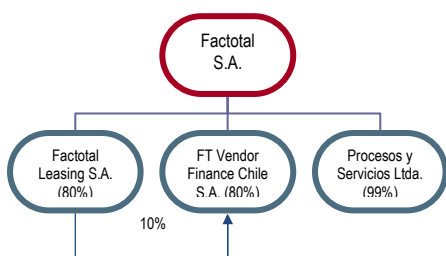 Factotal
S.A.
Factotal
Leasing S.A.
(80%)
FT Vendor
Finance Chile
S.A. (80%)
Procesos y
Servicios Ltda.
(99%)
10%